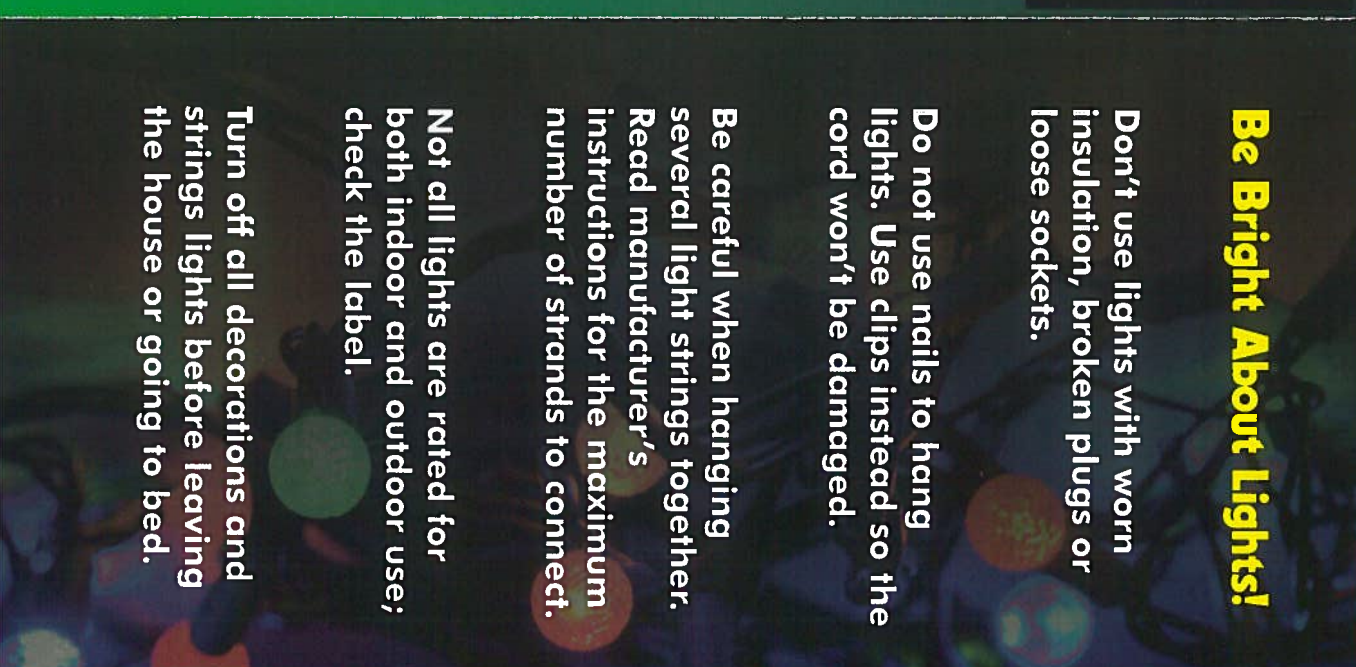 Be Bright About Lights!
Don't use lights with worn
insulation, broken plugs or
loose sockets.
Do not use nails to hang
lights. Use clips instead so the
cord won't be damaged.
Be careful when hanging
several light strings together.
Read manufacturer's
instructions for the maximum
number of strands to connect.
Not all lights are rated for
both indoor and outdoor use;
check the label.
Turn off all decorations and
strings lights before leaving
the house or going to bed.